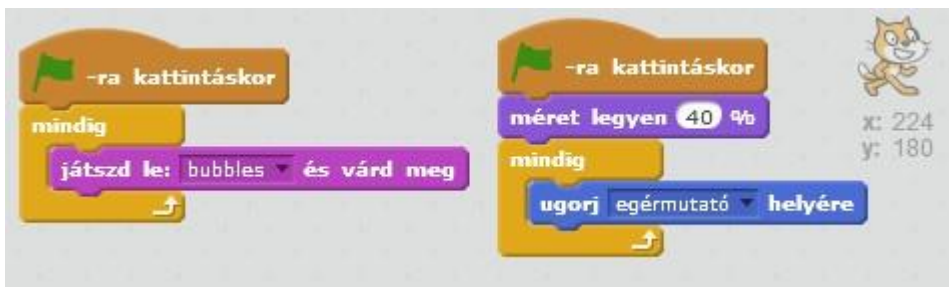 -ra kattintáskor
mindig
játszd le: bubbles és várd meg
-ra kattintáskor
méret legyen 40 %
mindig
ugorj egérmutató helyére
x: 224
y: 180